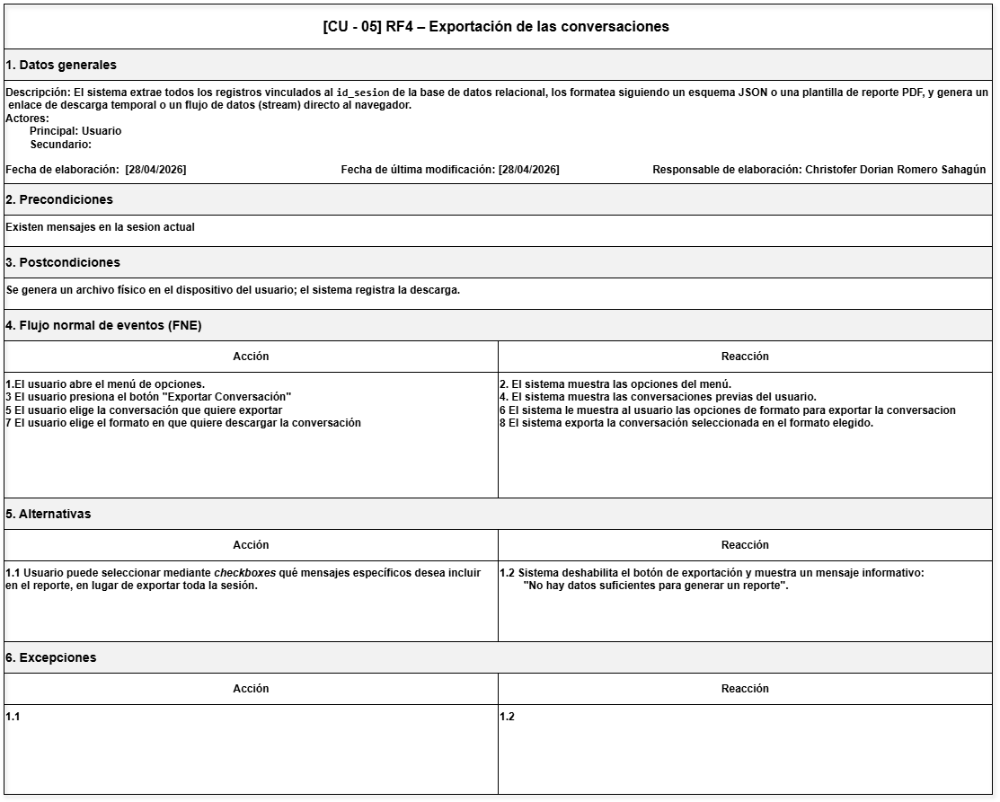 [CU - 05] RF4 – Exportación de las conversaciones
1. Datos generales
Descripción: El sistema extrae todos los registros vinculados al id_sesion de la base de datos relacional, los formatea siguiendo un esquema JSON o una plantilla de reporte PDF, y genera un
enlace de descarga temporal o un flujo de datos (stream) directo al navegador.
Actores:
Principal: Usuario
Secundario:
Fecha de elaboración: [28/04/2026] Fecha de última modificación: [28/04/2026] Responsable de elaboración: Christofer Dorian Romero Sahagún
2. Precondiciones
Existen mensajes en la sesion actual
3. Postcondiciones
Se genera un archivo físico en el dispositivo del usuario; el sistema registra la descarga.
4. Flujo normal de eventos (FNE)
Acción
Reacción
1.El usuario abre el menú de opciones.
3 El usuario presiona el botón "Exportar Conversación"
5 El usuario elige la conversación que quiere exportar
7 El usuario elige el formato en que quiere descargar la conversación
2. El sistema muestra las opciones del menú.
4. El sistema muestra las conversaciones previas del usuario.
6 El sistema le muestra al usuario las opciones de formato para exportar la conversacion
8 El sistema exporta la conversación seleccionada en el formato elegido.
5. Alternativas
Acción
Reacción
1.1 Usuario puede seleccionar mediante checkboxes qué mensajes específicos desea incluir
en el reporte, en lugar de exportar toda la sesión.
1.2 Sistema deshabilita el botón de exportación y muestra un mensaje informativo:
"No hay datos suficientes para generar un reporte".
6. Excepciones
Acción
Reacción
1.1
1.2